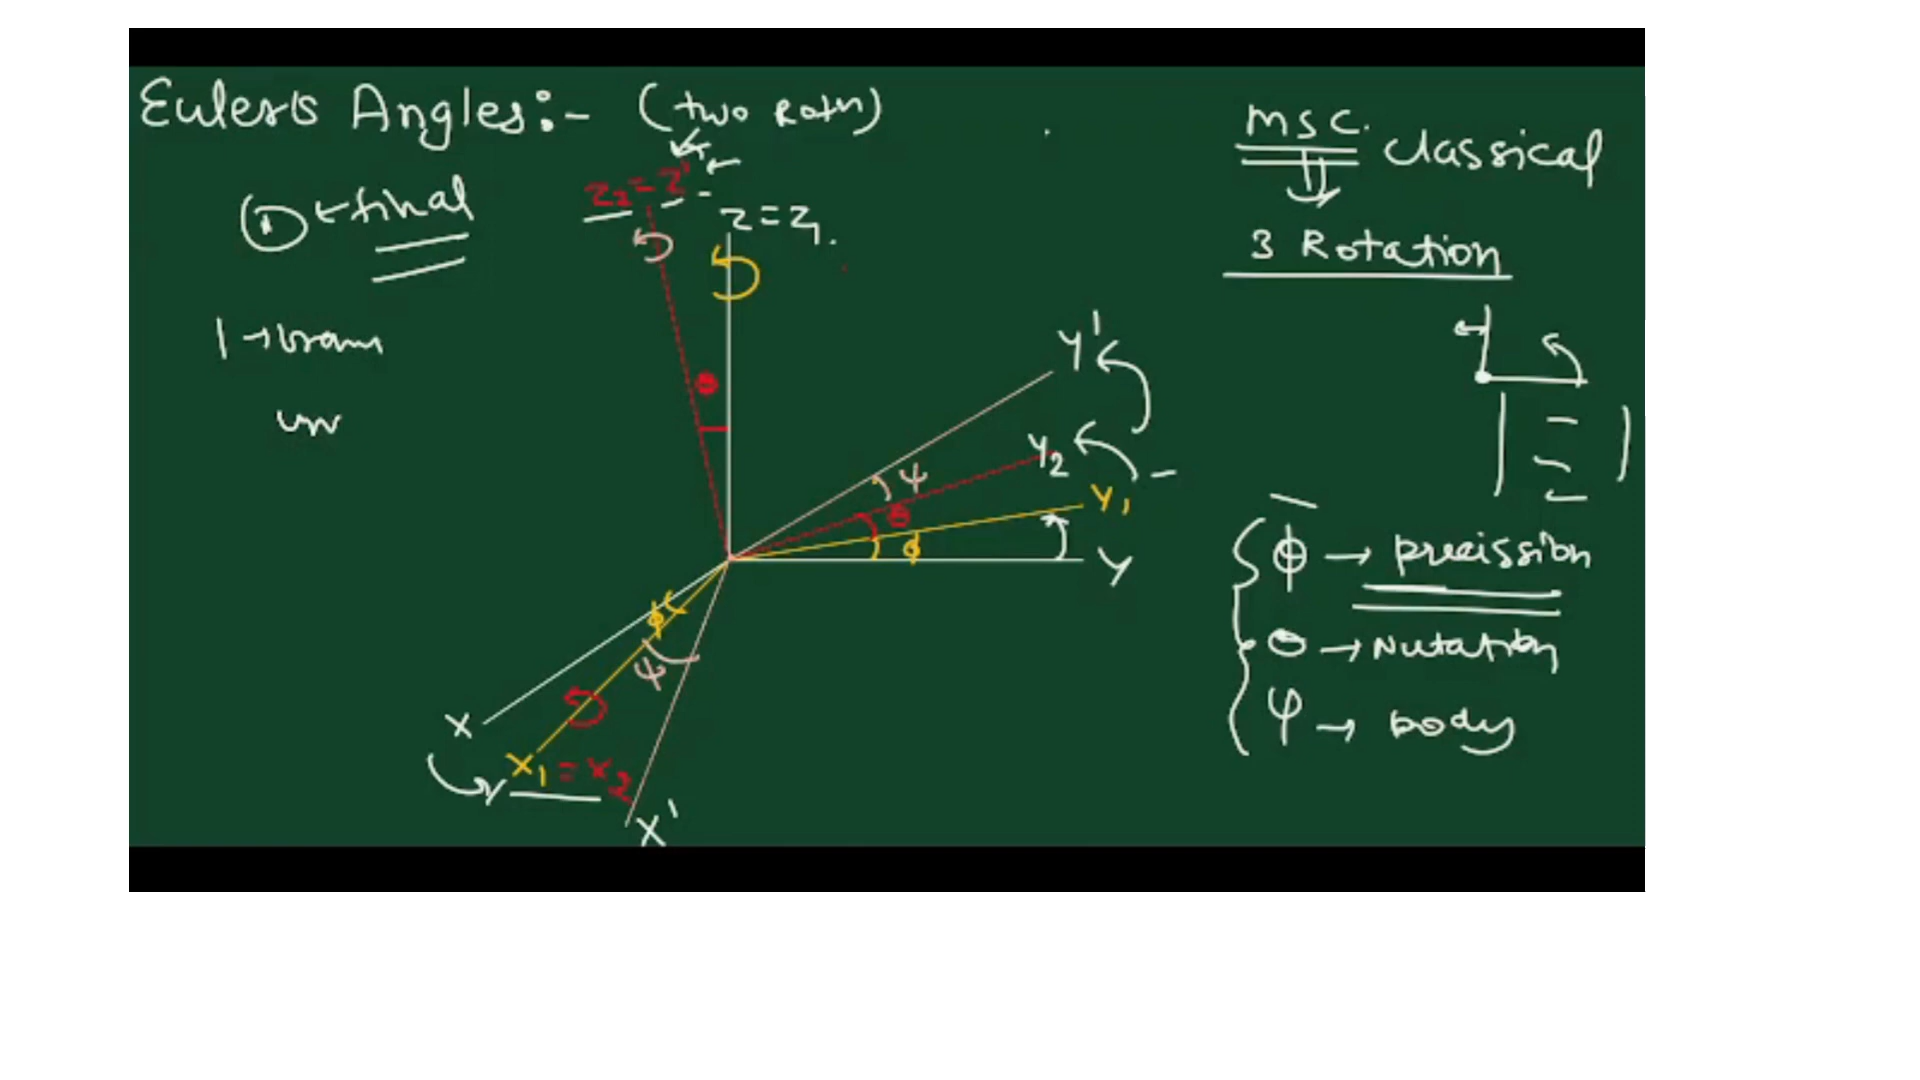 Euler's Angles:- (two Rotn)
① ← final
1 →
MSC. Classical
3 Rotation
Z2 = Z'
Z = Z1.
θ
Y'
Y2
Y1
Y
ψ
θ
ϕ
ϕ
ψ
X
X1 = X2
X'
ϕ → precission
θ → Nutation
ψ → body